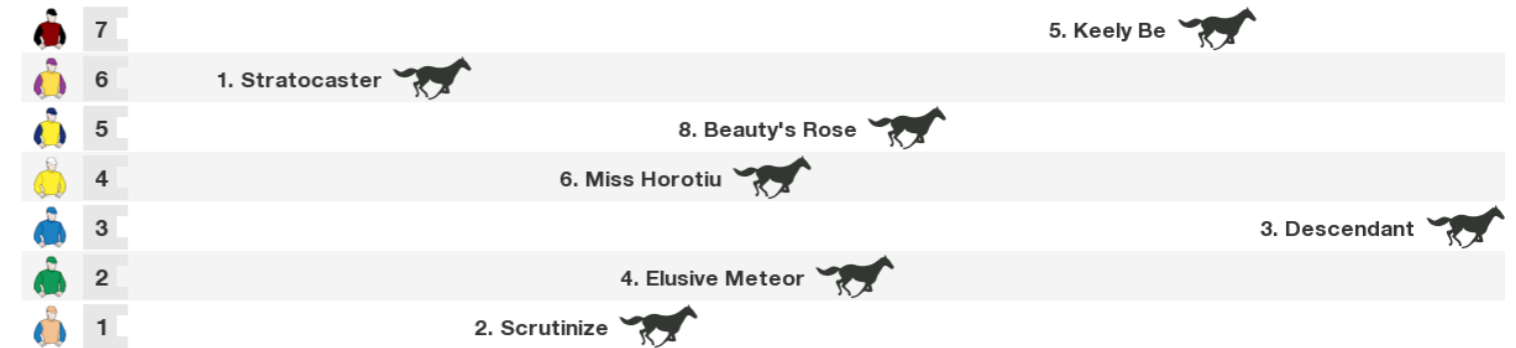 7 5. Keely Be
6 1. Stratocaster
5 8. Beauty's Rose
4 6. Miss Horotiu
3 3. Descendant
2 4. Elusive Meteor
1 2. Scrutinize